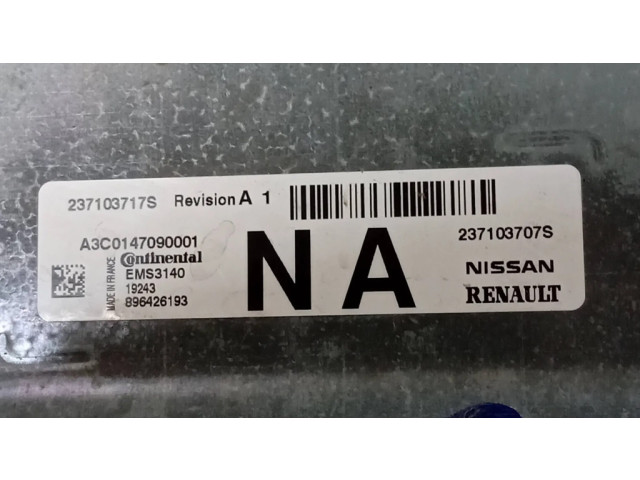 237103717S Revision A 1
A3C0147090001
237103707S
MADE IN FRANCE
Continental
EMS3140
19243
896426193
NA
NISSAN
RENAULT